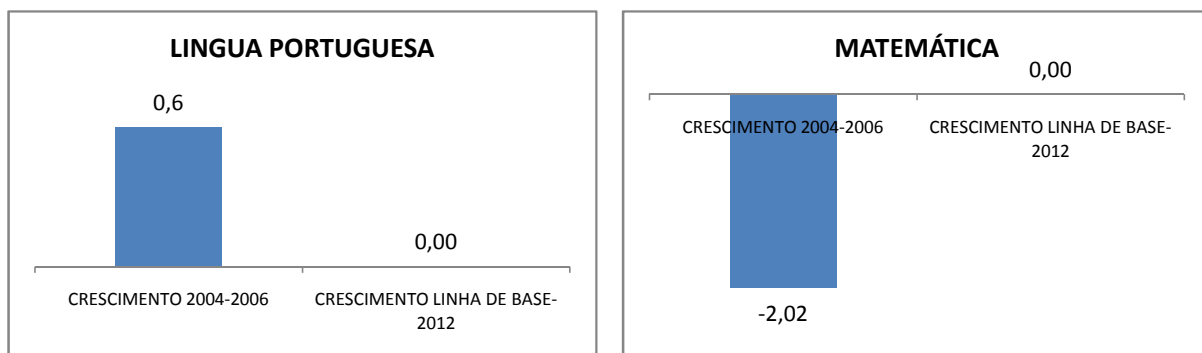 LINGUA PORTUGUESA
0,6
0,00
CRESCIMENTO 2004-2006
CRESCIMENTO LINHA DE BASE-
2012
MATEMÁTICA
0,00
CRESCIMENTO 2004-2006
CRESCIMENTO LINHA DE BASE-
2012
-2,02